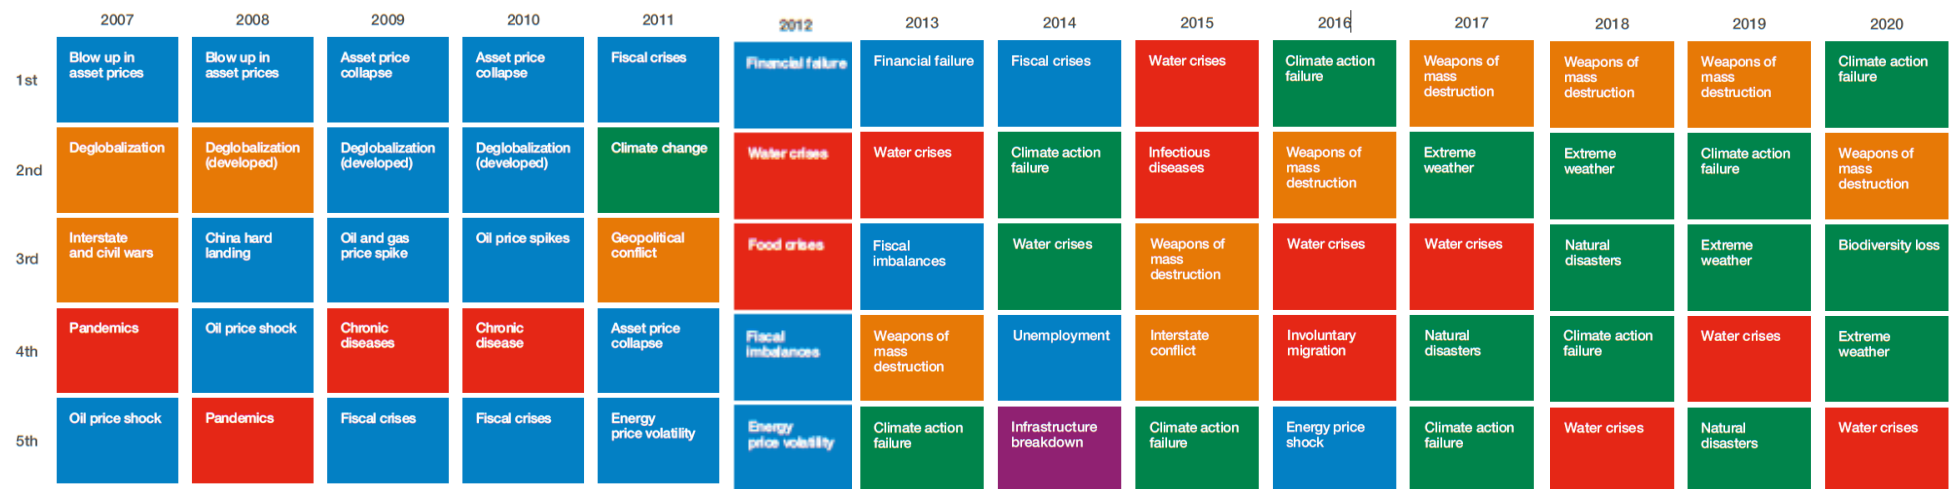 2007 2008 2009 2010 2011 2012 2013 2014 2015 2016 2017 2018 2019 2020
1st
Blow up in
asset prices
Blow up in
asset prices
Asset price
collapse
Asset price
collapse
Fiscal crises
Financial failure
Financial failure
Fiscal crises
Water crises
Climate action
failure
Weapons of
mass
destruction
Weapons of
mass
destruction
Weapons of
mass
destruction
Climate action
failure
2nd
Deglobalization
Deglobalization
(developed)
Deglobalization
(developed)
Deglobalization
(developed)
Climate change
Water crises
Water crises
Climate action
failure
Infectious
diseases
Weapons of
mass
destruction
Extreme
weather
Extreme
weather
Climate action
failure
Weapons of
mass
destruction
3rd
Interstate
and civil wars
China hard
landing
Oil and gas
price spike
Oil price spikes
Geopolitical
conflict
Food crises
Fiscal
imbalances
Water crises
Weapons of
mass
destruction
Water crises
Water crises
Natural
disasters
Extreme
weather
Biodiversity loss
4th
Pandemics
Oil price shock
Chronic
diseases
Chronic
disease
Asset price
collapse
Fiscal
imbalances
Weapons of
mass
destruction
Unemployment
Interstate
conflict
Involuntary
migration
Natural
disasters
Climate action
failure
Water crises
Extreme
weather
5th
Oil price shock
Pandemics
Fiscal crises
Fiscal crises
Energy
price volatility
Energy
price volatility
Climate action
failure
Infrastructure
breakdown
Climate action
failure
Energy price
shock
Climate action
failure
Water crises
Natural
disasters
Water crises